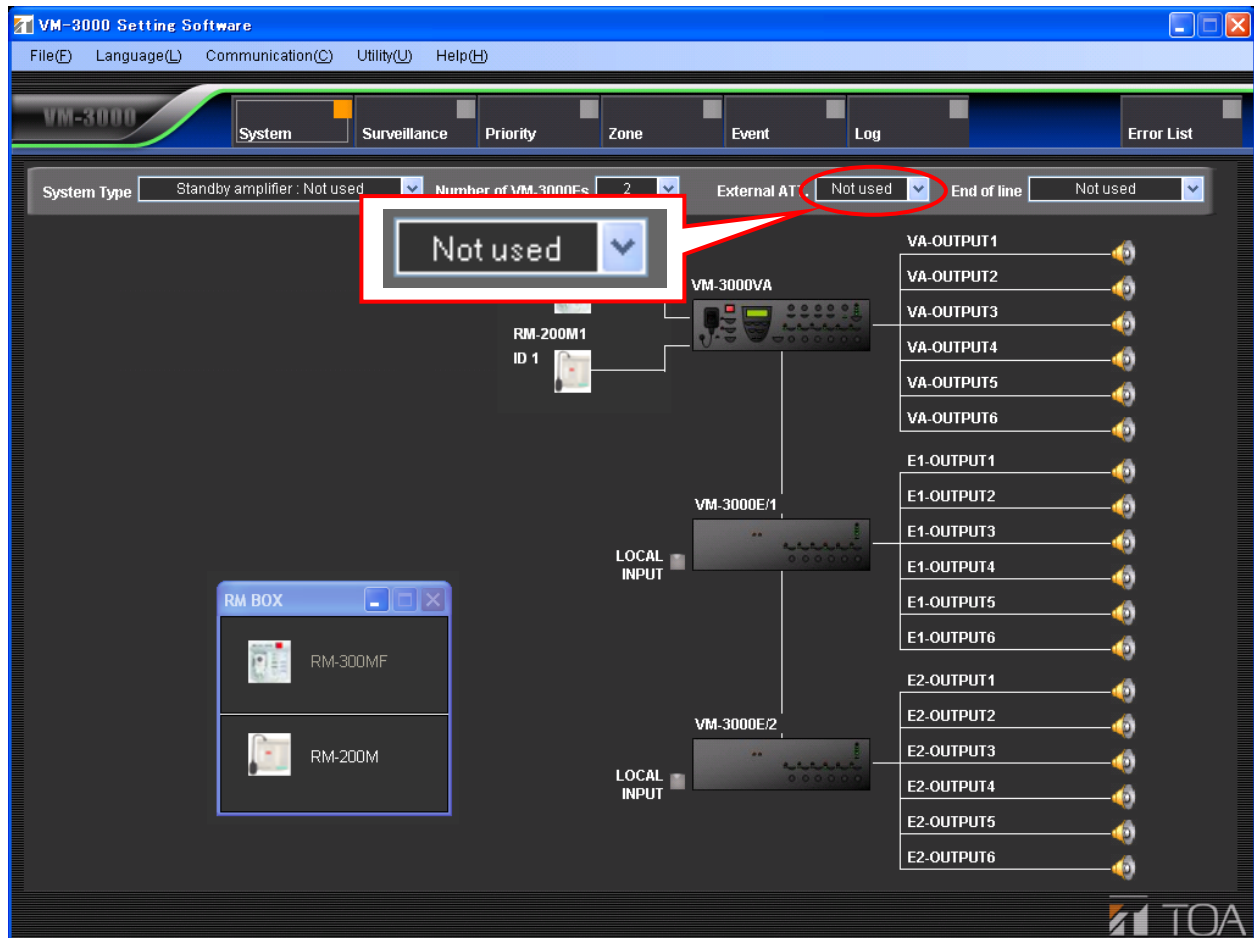 VM-3000 Setting Software
File(F) Language(L) Communication(C) Utility(U) Help(H)
VM-3000
System Surveillance Priority Zone Event Log Error List
System Type Standby amplifier : Not used Number of VM-3000Es 2 External ATT. Not used End of line Not used
Not used
VM-3000VA
RM-200M1
ID 1
VA-OUTPUT1
VA-OUTPUT2
VA-OUTPUT3
VA-OUTPUT4
VA-OUTPUT5
VA-OUTPUT6
VM-3000E/1
LOCAL
INPUT
E1-OUTPUT1
E1-OUTPUT2
E1-OUTPUT3
E1-OUTPUT4
E1-OUTPUT5
E1-OUTPUT6
RM BOX
RM-300MF
RM-200M
VM-3000E/2
LOCAL
INPUT
E2-OUTPUT1
E2-OUTPUT2
E2-OUTPUT3
E2-OUTPUT4
E2-OUTPUT5
E2-OUTPUT6
TOA